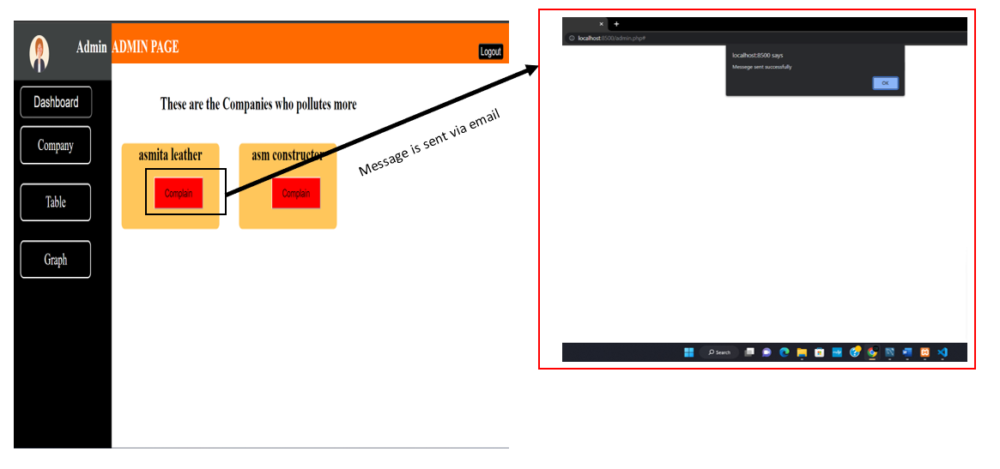 Admin
ADMIN PAGE
Logout
Dashboard
Company
Table
Graph
These are the Companies who pollutes more
asmita leather
Complain
asm constructor
Complain
Message is sent via email
localhost:8500/admin.php#
localhost:8500 says
Messege sent successfully
OK
Search